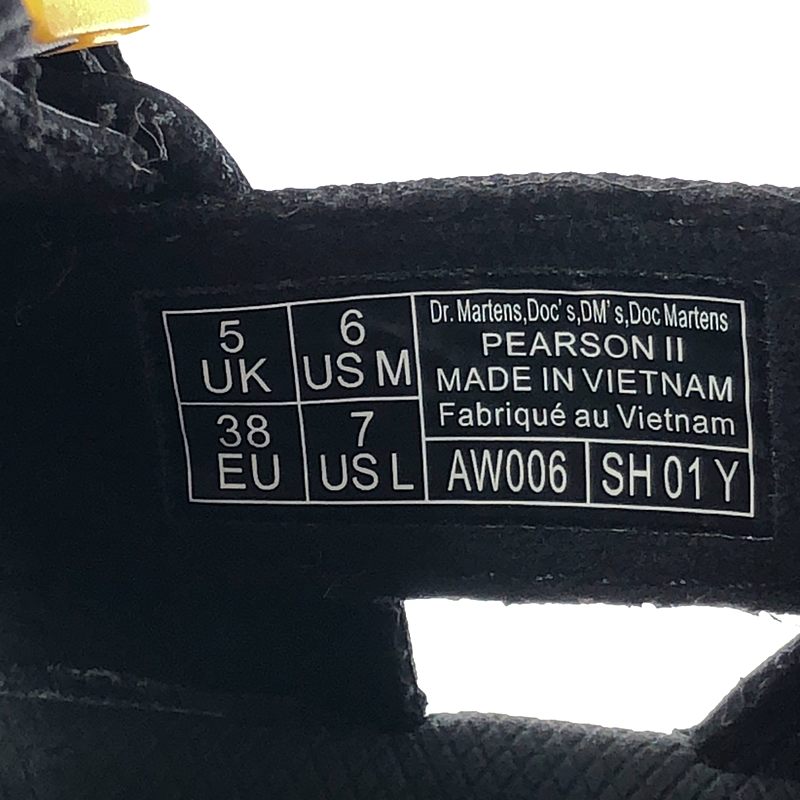 5
UK
6
US M
38
EU
7
US L
Dr. Martens,Doc's,DM's,Doc Martens
PEARSON II
MADE IN VIETNAM
Fabriqué au Vietnam
AW006
SH 01 Y